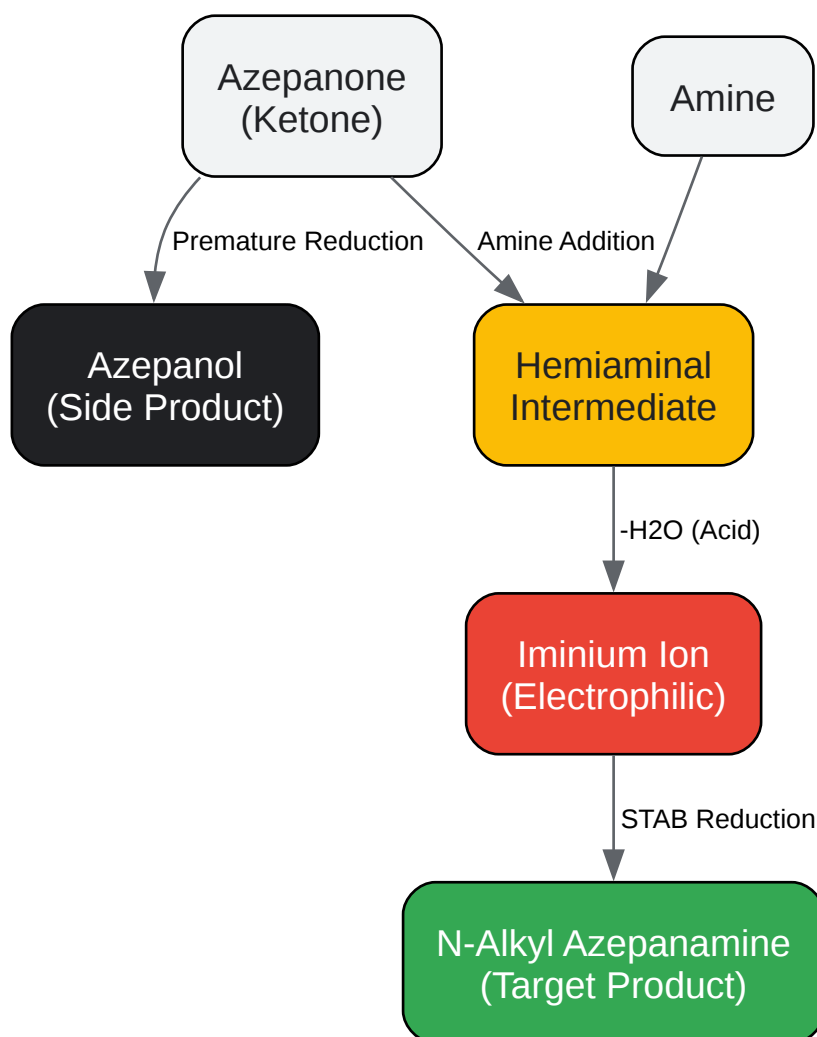 Azepanone
(Ketone)
Amine
Premature Reduction
Amine Addition
Azepanol
(Side Product)
Hemiaminal
Intermediate
-H2O (Acid)
Iminium Ion
(Electrophilic)
STAB Reduction
N-Alkyl Azepanamine
(Target Product)